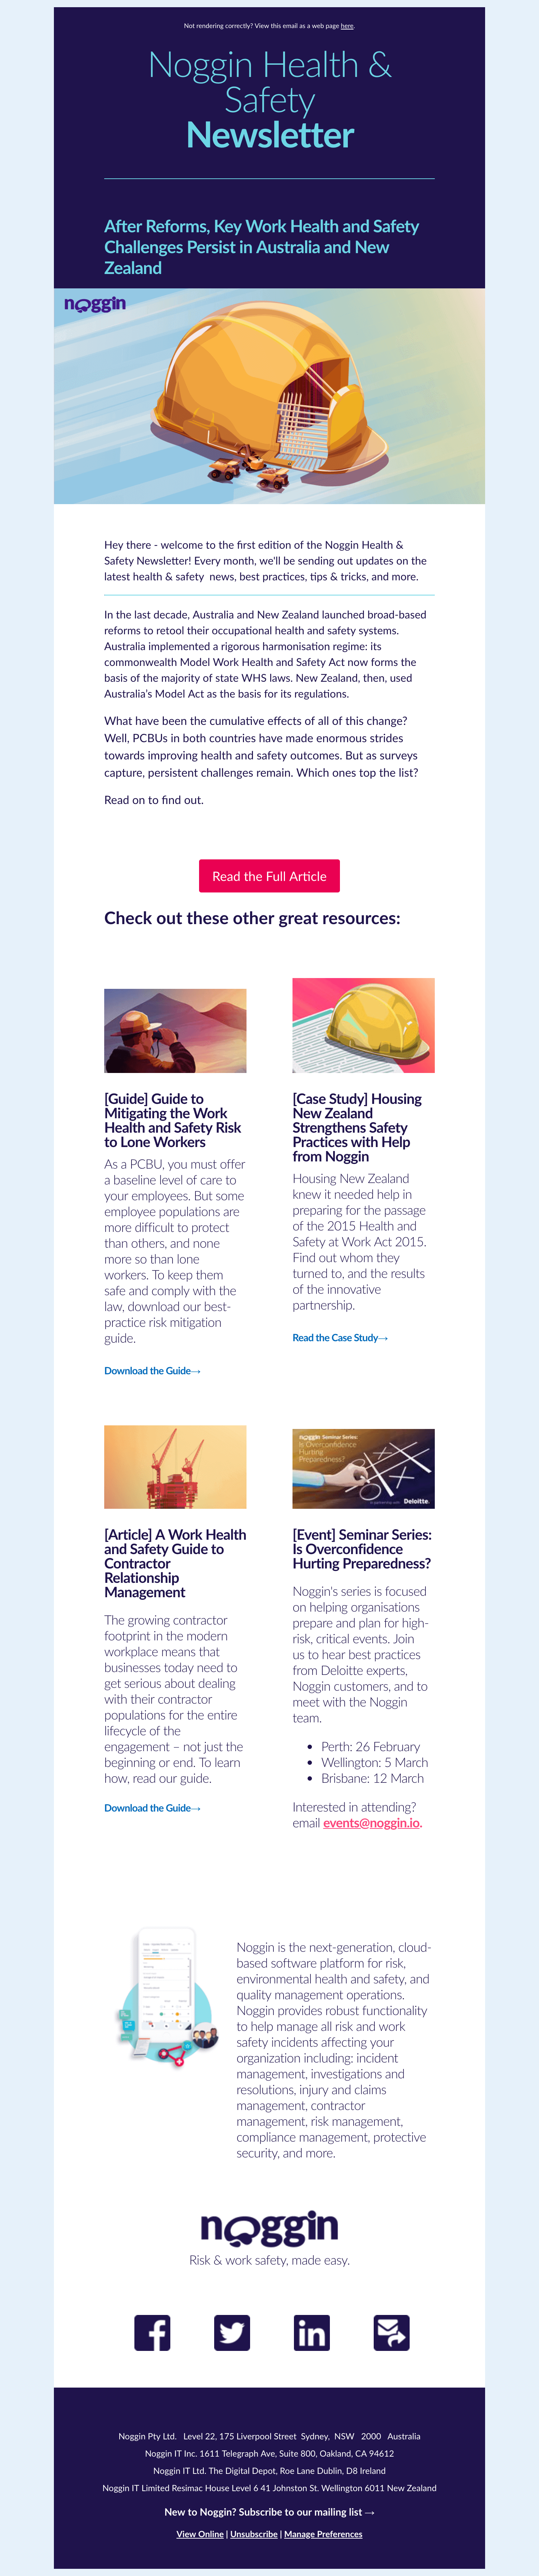 Not rendering correctly? View this email as a web page here.
Noggin Health &
Safety
Newsletter
After Reforms, Key Work Health and Safety
Challenges Persist in Australia and New
Zealand
noggin
Hey there - welcome to the first edition of the Noggin Health &
Safety Newsletter! Every month, we'll be sending out updates on the
latest health & safety  news, best practices, tips & tricks, and more.
In the last decade, Australia and New Zealand launched broad-based
reforms to retool their occupational health and safety systems.
Australia implemented a rigorous harmonisation regime: its
commonwealth Model Work Health and Safety Act now forms the
basis of the majority of state WHS laws. New Zealand, then, used
Australia's Model Act as the basis for its regulations.
What have been the cumulative effects of all of this change?
Well, PCBUs in both countries have made enormous strides
towards improving health and safety outcomes. But as surveys
capture, persistent challenges remain. Which ones top the list?
Read on to find out.
Read the Full Article
Check out these other great resources:
[Guide] Guide to
Mitigating the Work
Health and Safety Risk
to Lone Workers
As a PCBU, you must offer
a baseline level of care to
your employees. But some
employee populations are
more difficult to protect
than others, and none
more so than lone
workers. To keep them
safe and comply with the
law, download our best-
practice risk mitigation
guide.
Download the Guide→
[Case Study] Housing
New Zealand
Strengthens Safety
Practices with Help
from Noggin
Housing New Zealand
knew it needed help in
preparing for the passage
of the 2015 Health and
Safety at Work Act 2015.
Find out whom they
turned to, and the results
of the innovative
partnership.
Read the Case Study→
[Article] A Work Health
and Safety Guide to
Contractor
Relationship
Management
The growing contractor
footprint in the modern
workplace means that
businesses today need to
get serious about dealing
with their contractor
populations for the entire
lifecycle of the
engagement – not just the
beginning or end. To learn
how, read our guide.
Download the Guide→
noggin Seminar Series:
Is Overconfidence
Hurting
Preparedness?
In partnership with Deloitte.
[Event] Seminar Series:
Is Overconfidence
Hurting Preparedness?
Noggin's series is focused
on helping organisations
prepare and plan for high-
risk, critical events. Join
us to hear best practices
from Deloitte experts,
Noggin customers, and to
meet with the Noggin
team.
• Perth: 26 February
• Wellington: 5 March
• Brisbane: 12 March
Interested in attending?
email events@noggin.io.
Noggin is the next-generation, cloud-
based software platform for risk,
environmental health and safety, and
quality management operations.
Noggin provides robust functionality
to help manage all risk and work
safety incidents affecting your
organization including: incident
management, investigations and
resolutions, injury and claims
management, contractor
management, risk management,
compliance management, protective
security, and more.
noggin
Risk & work safety, made easy.
Noggin Pty Ltd.   Level 22, 175 Liverpool Street  Sydney,  NSW   2000   Australia
Noggin IT Inc. 1611 Telegraph Ave, Suite 800, Oakland, CA 94612
Noggin IT Ltd. The Digital Depot, Roe Lane Dublin, D8 Ireland
Noggin IT Limited Resimac House Level 6 41 Johnston St. Wellington 6011 New Zealand
New to Noggin? Subscribe to our mailing list →
View Online | Unsubscribe | Manage Preferences